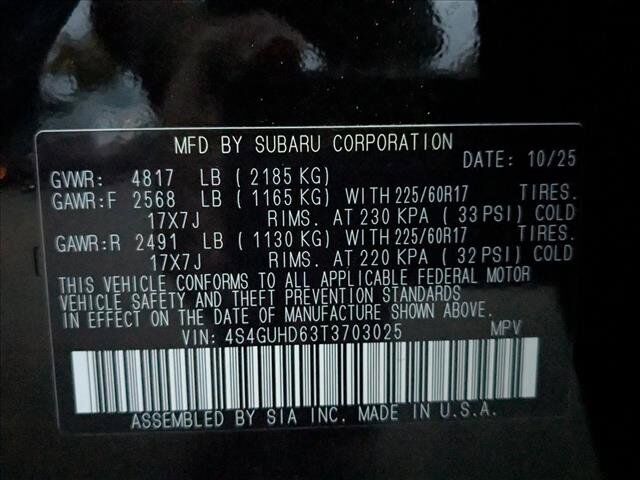 MFD BY SUBARU CORPORATION
DATE: 10/25
GVWR: 4817 LB ( 2185 KG)
GAWR:F 2568 LB ( 1165 KG) WITH 225/60R17 TIRES.
17X7J RIMS. AT 230 KPA ( 33 PSI) COLD
GAWR:R 2491 LB ( 1130 KG) WITH 225/60R17 TIRES.
17X7J RIMS. AT 220 KPA ( 32 PSI) COLD
THIS VEHICLE CONFORMS TO ALL APPLICABLE FEDERAL MOTOR
VEHICLE SAFETY AND THEFT PREVENTION STANDARDS
IN EFFECT ON THE DATE OF MANUFACTURE SHOWN ABOVE.
VIN: 4S4GUHD63T3703025 MPV
ASSEMBLED BY SIA INC. MADE IN U.S.A.